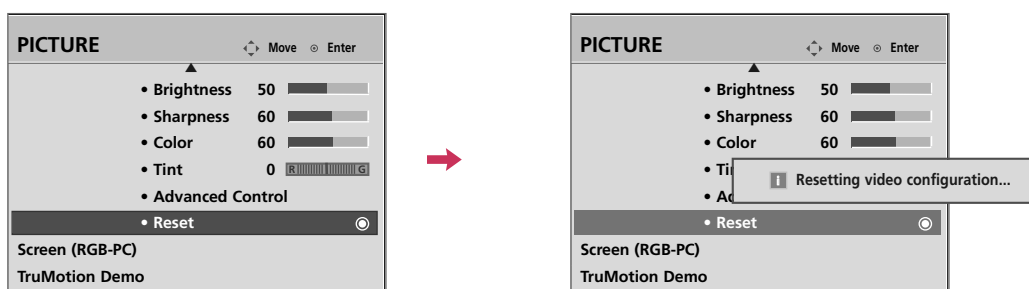 PICTURE Move Enter
• Brightness 50
• Sharpness 60
• Color 60
• Tint 0 R G
• Advanced Control
• Reset
Screen (RGB-PC)
TruMotion Demo
PICTURE Move Enter
• Brightness 50
• Sharpness 60
• Color 60
• Ti
i Resetting video configuration...
• Ad
• Reset
Screen (RGB-PC)
TruMotion Demo